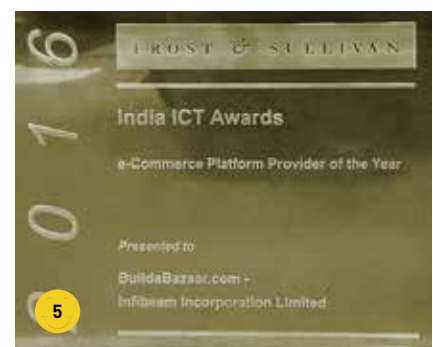 2016
FROST & SULLIVAN
India ICT Awards
e-Commerce Platform Provider of the Year
Presented to
BuildaBazaar.com -
Infibeam Incorporation Limited
5